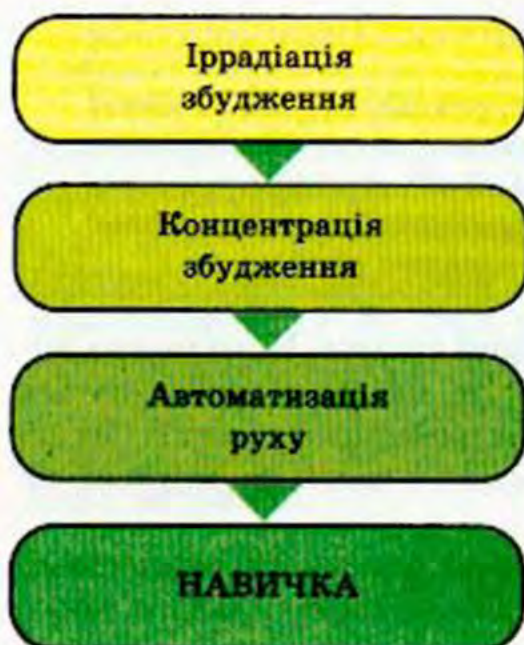 Іррадіація
збудження
Концентрація
збудження
Автоматизація
руху
НАВИЧКА